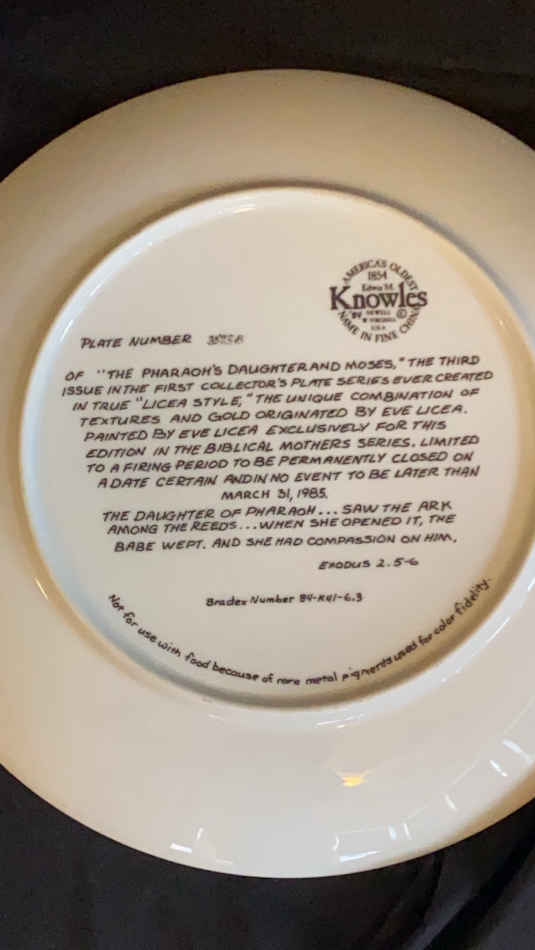 AMERICA'S OLDEST
1854
Edwin M.
Knowles
BY NEWELL ©
W VIRGINIA
U.S.A
NAME IN FINE CHINA
PLATE NUMBER
OF "THE PHARAOH'S DAUGHTER AND MOSES," THE THIRD
ISSUE IN THE FIRST COLLECTOR'S PLATE SERIES EVER CREATED
IN TRUE "LICEA STYLE," THE UNIQUE COMBINATION OF
TEXTURES AND GOLD ORIGINATED BY EVE LICEA.
PAINTED BY EVE LICEA EXCLUSIVELY FOR THIS
EDITION IN THE BIBLICAL MOTHERS SERIES. LIMITED
TO A FIRING PERIOD TO BE PERMANENTLY CLOSED ON
A DATE CERTAIN AND IN NO EVENT TO BE LATER THAN
MARCH 31, 1985.
THE DAUGHTER OF PHARAOH... SAW THE ARK
AMONG THE REEDS... WHEN SHE OPENED IT, THE
BABE WEPT. AND SHE HAD COMPASSION ON HIM.
EXODUS 2.5-6
Bradex Number 84-K41-6.3
Not for use with food because of rare metal pigments used for color fidelity.